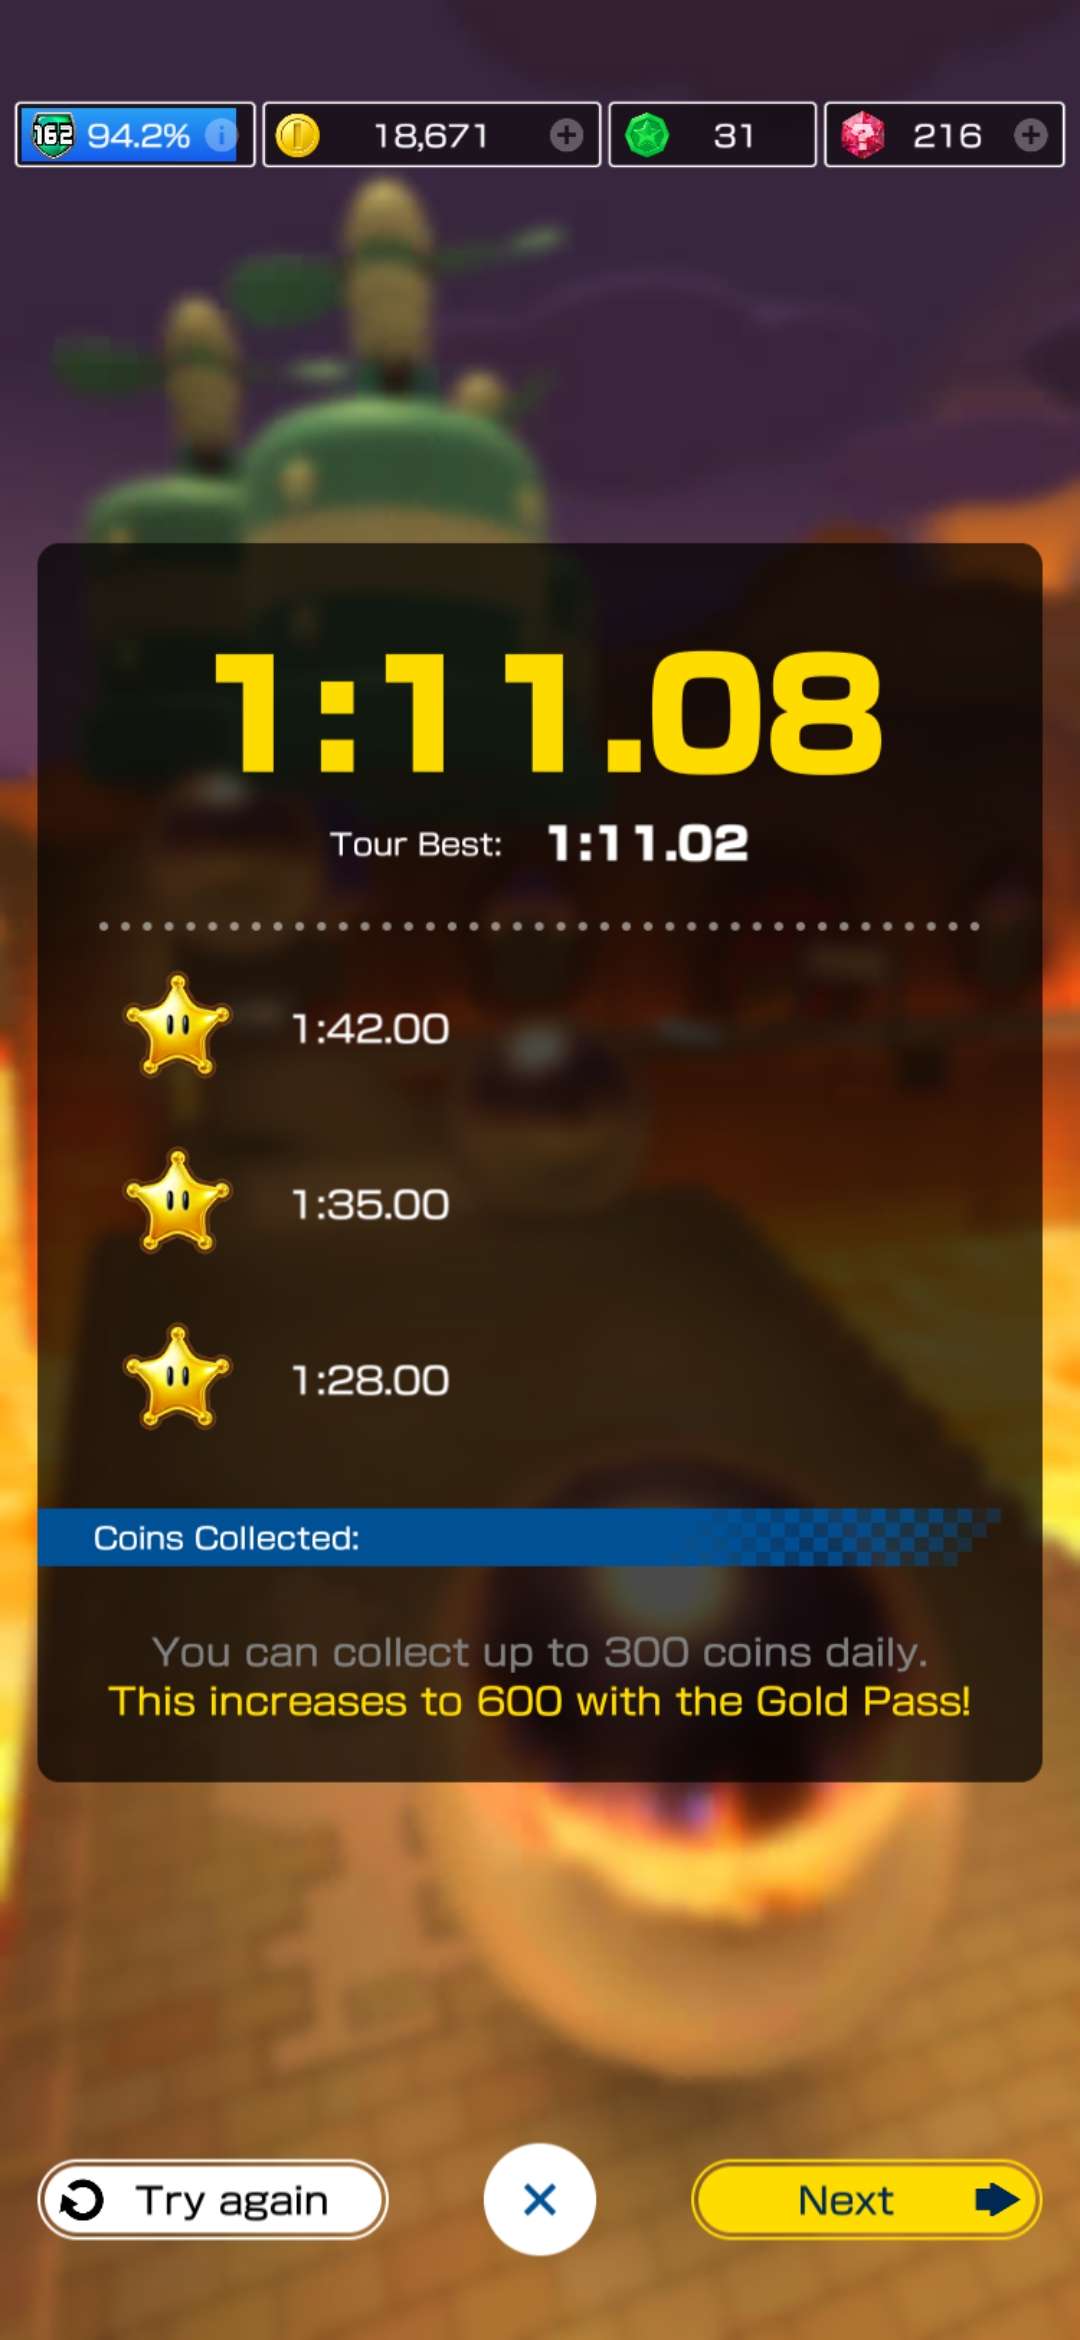 162 94.2% i 18,671 + 31 ? 216 +
1:11.08
Tour Best: 1:11.02
1:42.00
1:35.00
1:28.00
Coins Collected:
You can collect up to 300 coins daily.
This increases to 600 with the Gold Pass!
Try again × Next